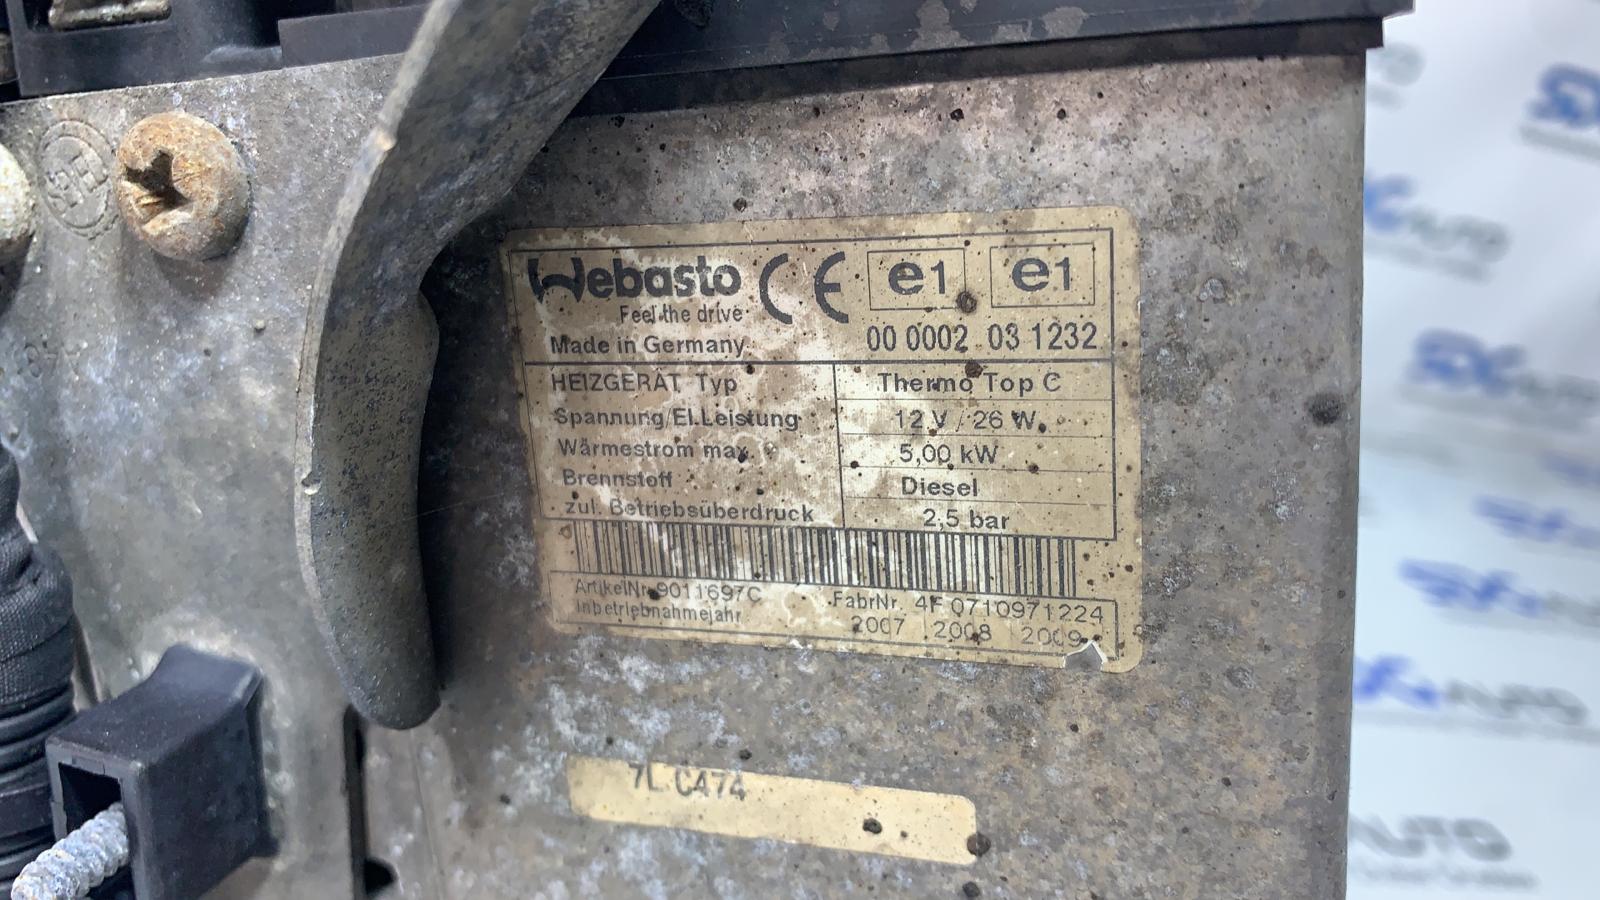 Webasto CE e1 e1
Feel the drive
Made in Germany 00 0002 03 1232
HEIZGERÄT Typ Thermo Top C
Spannung/El.Leistung 12 V / 26 W
Wärmestrom max. 5,00 kW
Brennstoff Diesel
zul. Betriebsüberdruck 2,5 bar
ArtikelNr. 9011697C FabrNr. 4F 0710971224
Inbetriebnahmejahr 2007 2008 2009
7L C474
AUTO